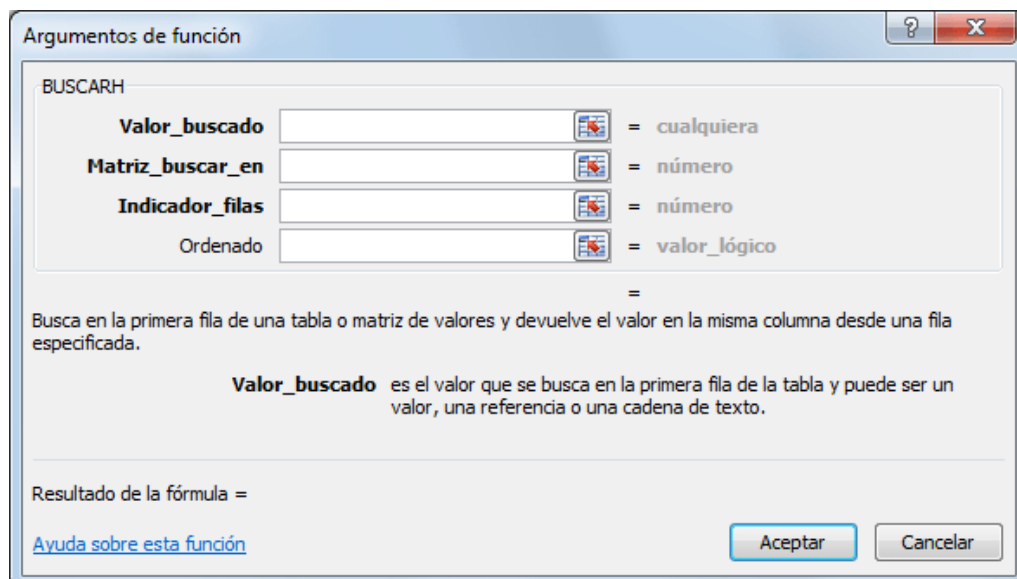 Argumentos de función
BUSCARH
Valor_buscado = cualquiera
Matriz_buscar_en = número
Indicador_filas = número
Ordenado = valor_lógico
=
Busca en la primera fila de una tabla o matriz de valores y devuelve el valor en la misma columna desde una fila
especificada.
Valor_buscado es el valor que se busca en la primera fila de la tabla y puede ser un
valor, una referencia o una cadena de texto.
Resultado de la fórmula =
Ayuda sobre esta función
Aceptar Cancelar